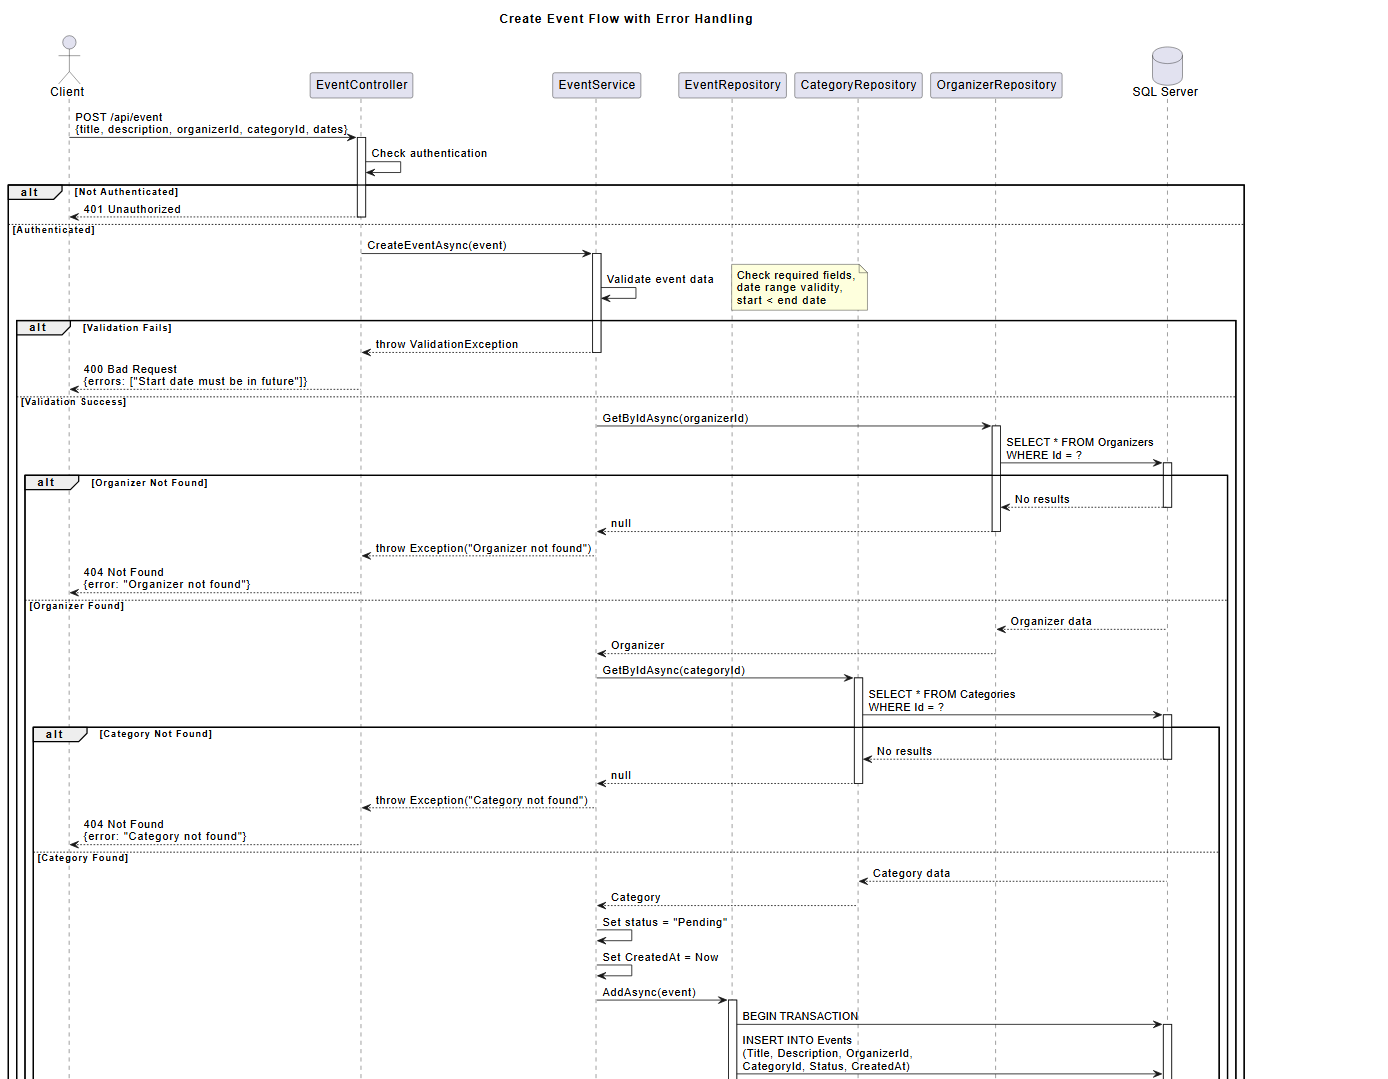 Create Event Flow with Error Handling
Client
EventController
EventService
EventRepository
CategoryRepository
OrganizerRepository
SQL Server
POST /api/event
{title, description, organizerId, categoryId, dates}
Check authentication
alt
[Not Authenticated]
401 Unauthorized
[Authenticated]
CreateEventAsync(event)
Validate event data
Check required fields,
date range validity,
start < end date
alt
[Validation Fails]
throw ValidationException
400 Bad Request
{errors: ["Start date must be in future"]}
[Validation Success]
GetByIdAsync(organizerId)
SELECT * FROM Organizers
WHERE Id = ?
alt
[Organizer Not Found]
No results
null
throw Exception("Organizer not found")
404 Not Found
{error: "Organizer not found"}
[Organizer Found]
Organizer data
Organizer
GetByIdAsync(categoryId)
SELECT * FROM Categories
WHERE Id = ?
alt
[Category Not Found]
No results
null
throw Exception("Category not found")
404 Not Found
{error: "Category not found"}
[Category Found]
Category data
Category
Set status = "Pending"
Set CreatedAt = Now
AddAsync(event)
BEGIN TRANSACTION
INSERT INTO Events
(Title, Description, OrganizerId,
CategoryId, Status, CreatedAt)